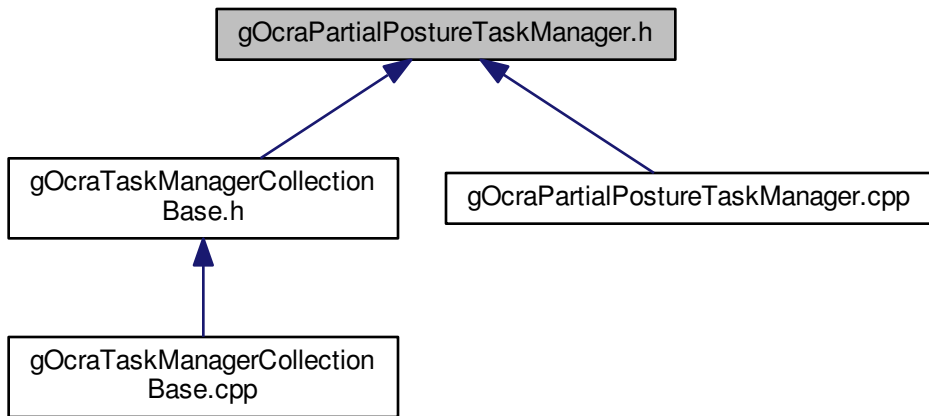 gOcraPartialPostureTaskManager.h
gOcraTaskManagerCollection
Base.h
gOcraPartialPostureTaskManager.cpp
gOcraTaskManagerCollection
Base.cpp